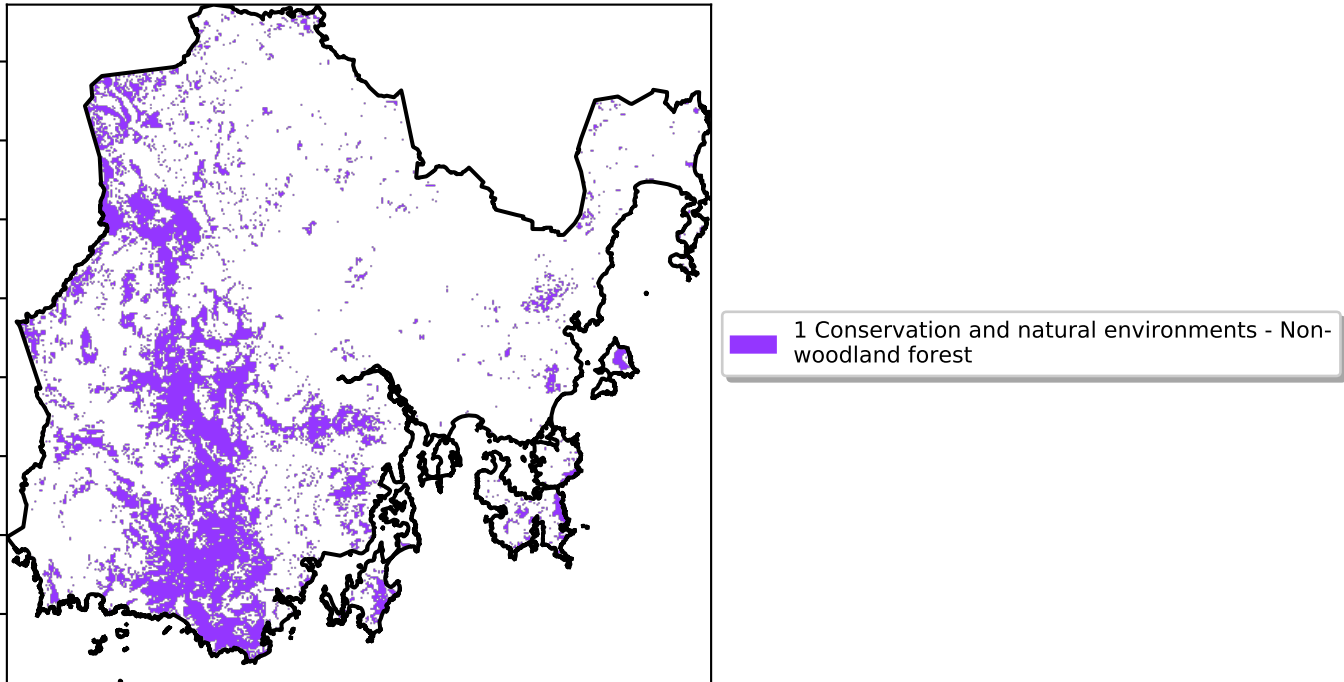 1 Conservation and natural environments - Non-
woodland forest